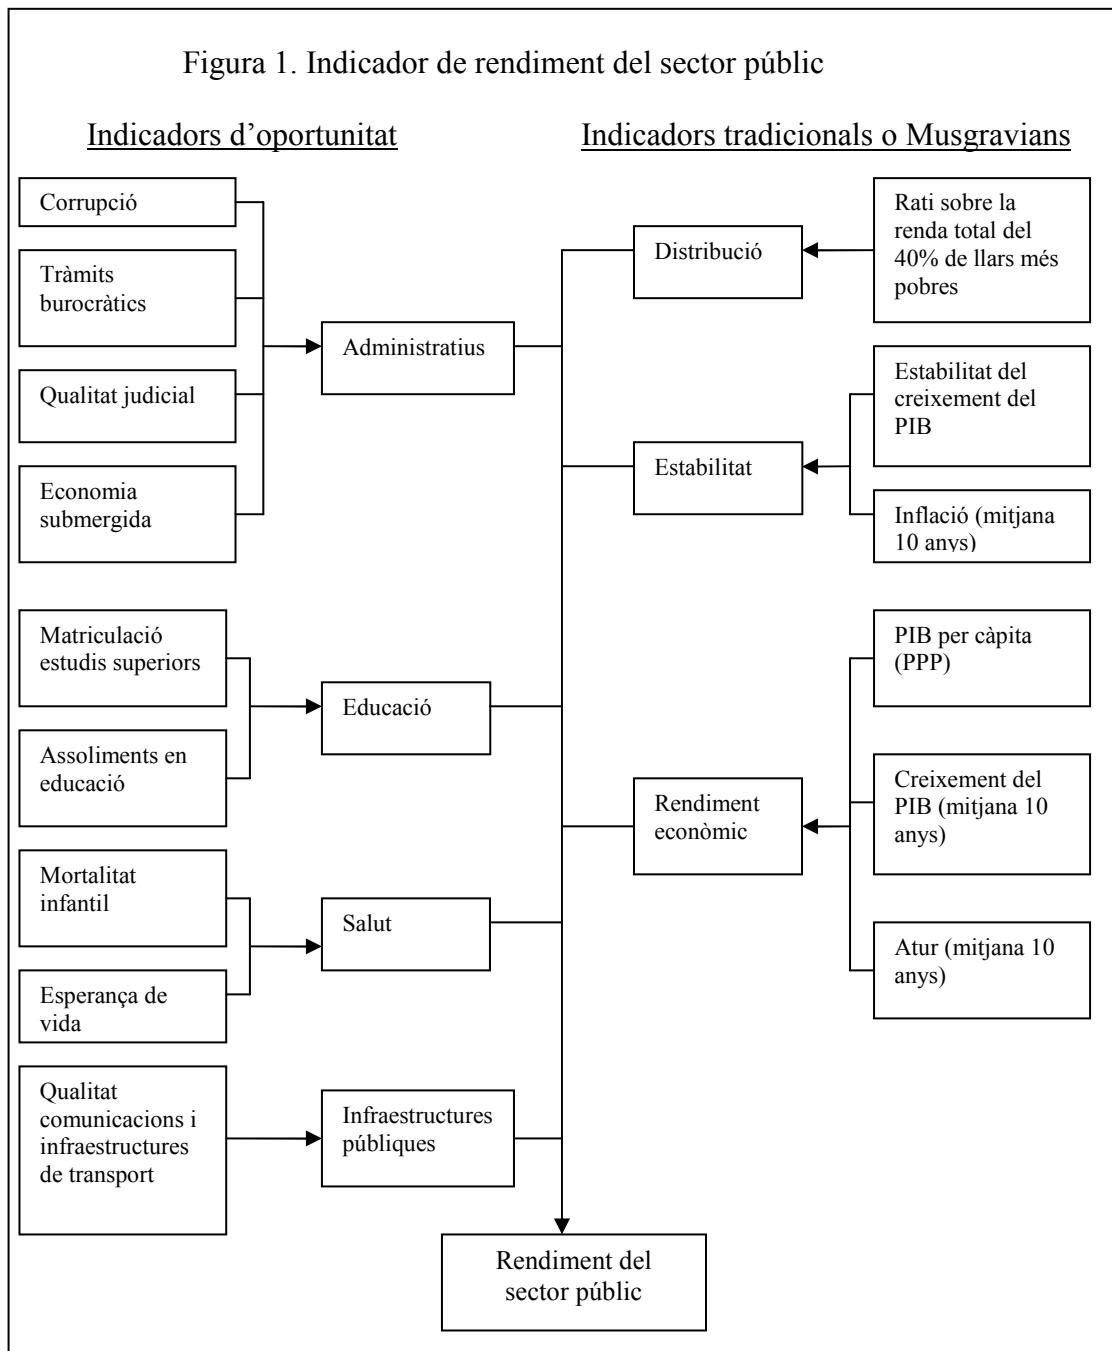 Figura 1. Indicador de rendiment del sector públic
Indicadors d'oportunitat
Corrupció
Tràmits
burocràtics
Qualitat judicial
Economia
submergida
Administratius
Matriculació
estudis superiors
Assoliments en
educació
Educació
Mortalitat
infantil
Esperança de
vida
Salut
Qualitat
comunicacions i
infraestructures
de transport
Infraestructures
públiques
Indicadors tradicionals o Musgravians
Distribució
Rati sobre la
renda total del
40% de llars més
pobres
Estabilitat
Estabilitat del
creixement del
PIB
Inflació (mitjana
10 anys)
Rendiment
econòmic
PIB per càpita
(PPP)
Creixement del
PIB (mitjana 10
anys)
Atur (mitjana 10
anys)
Rendiment del
sector públic